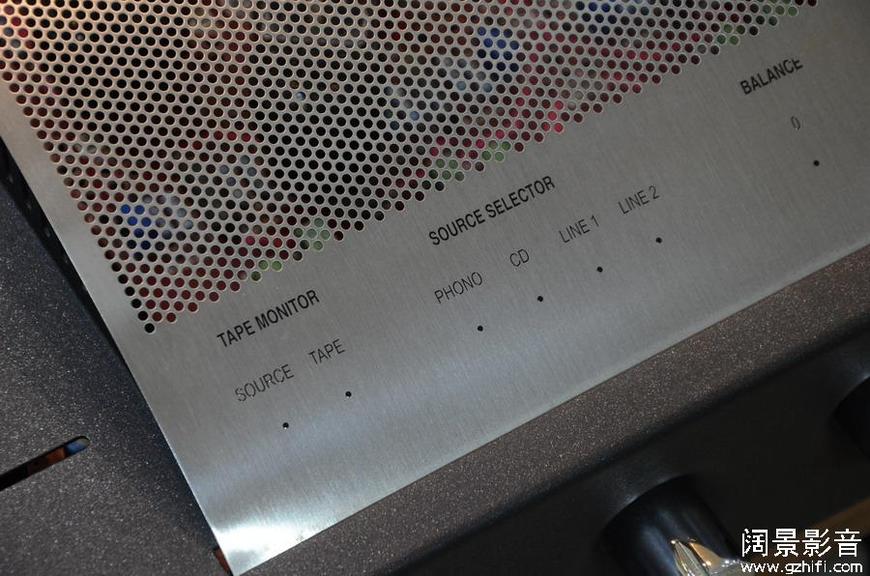 BALANCE
0
SOURCE SELECTOR
PHONO CD LINE 1 LINE 2
TAPE MONITOR
SOURCE TAPE
阔景影音
www.gzhifi.com